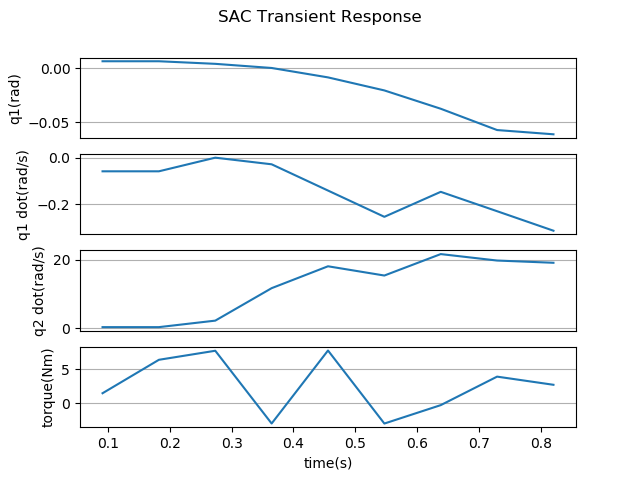 SAC Transient Response
q1(rad)
0.00
−0.05
q1 dot(rad/s)
0.0
−0.2
q2 dot(rad/s)
20
0
torque(Nm)
5
0
0.1 0.2 0.3 0.4 0.5 0.6 0.7 0.8
time(s)